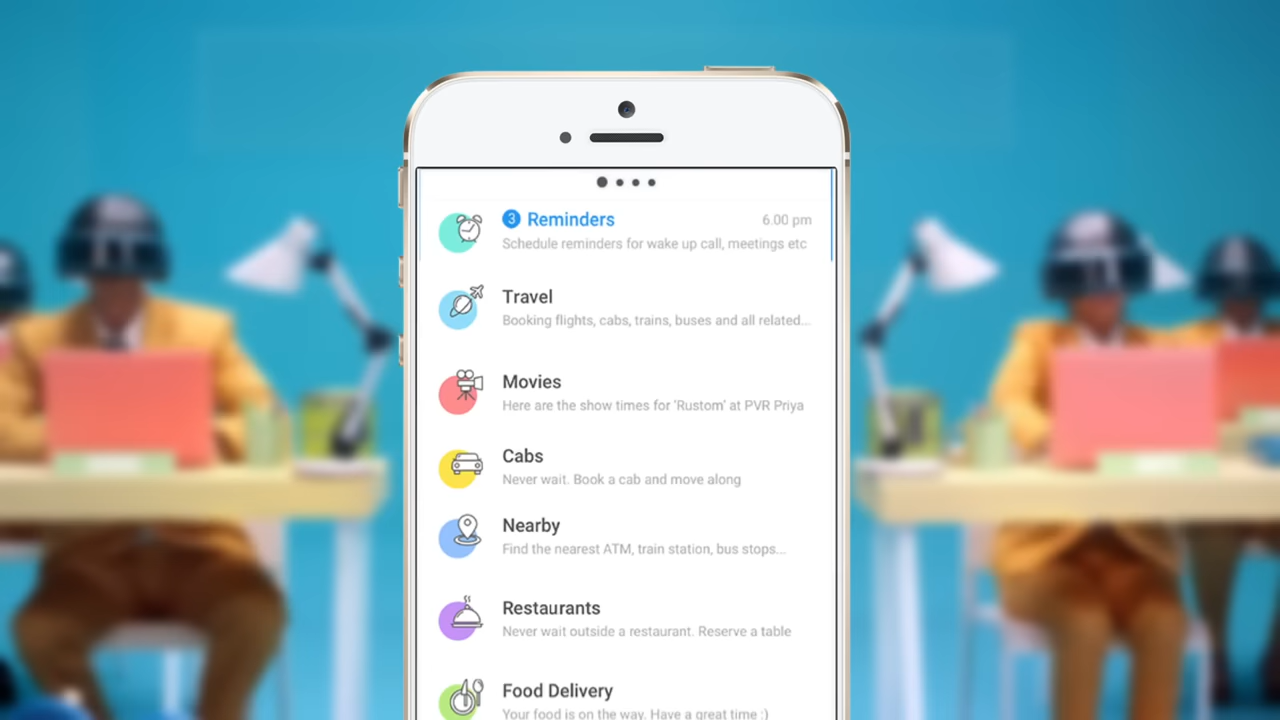 3 Reminders 6.00 pm
Schedule reminders for wake up call, meetings etc
Travel
Booking flights, cabs, trains, buses and all related...
Movies
Here are the show times for 'Rustom' at PVR Priya
Cabs
Never wait. Book a cab and move along
Nearby
Find the nearest ATM, train station, bus stops...
Restaurants
Never wait outside a restaurant. Reserve a table
Food Delivery
Your food is on the way. Have a great time :)